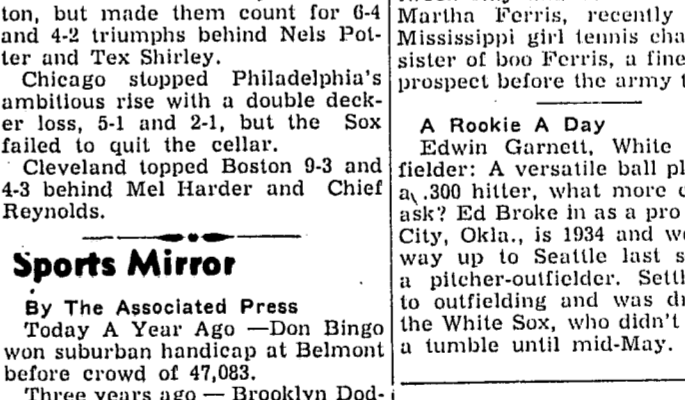 ton, but made them count for 6-4
and 4-2 triumphs behind Nels Pot-
ter and Tex Shirley.
Chicago stopped Philadelphia's
ambitious rise with a double deck-
er loss, 5-1 and 2-1, but the Sox
failed to quit the cellar.
Cleveland topped Boston 9-3 and
4-3 behind Mel Harder and Chief
Reynolds.
Sports Mirror
By The Associated Press
Today A Year Ago —Don Bingo
won suburban handicap at Belmont
before crowd of 47,083.
Three years ago — Brooklyn Dod-
Martha Ferris, recently
Mississippi girl tennis cha
sister of boo Ferris, a fine
prospect before the army t
A Rookie A Day
Edwin Garnett, White
fielder: A versatile ball pl
a .300 hitter, what more c
ask? Ed Broke in as a pro
City, Okla., is 1934 and w
way up to Seattle last s
a pitcher-outfielder. Settl
to outfielding and was dr
the White Sox, who didn't
a tumble until mid-May.